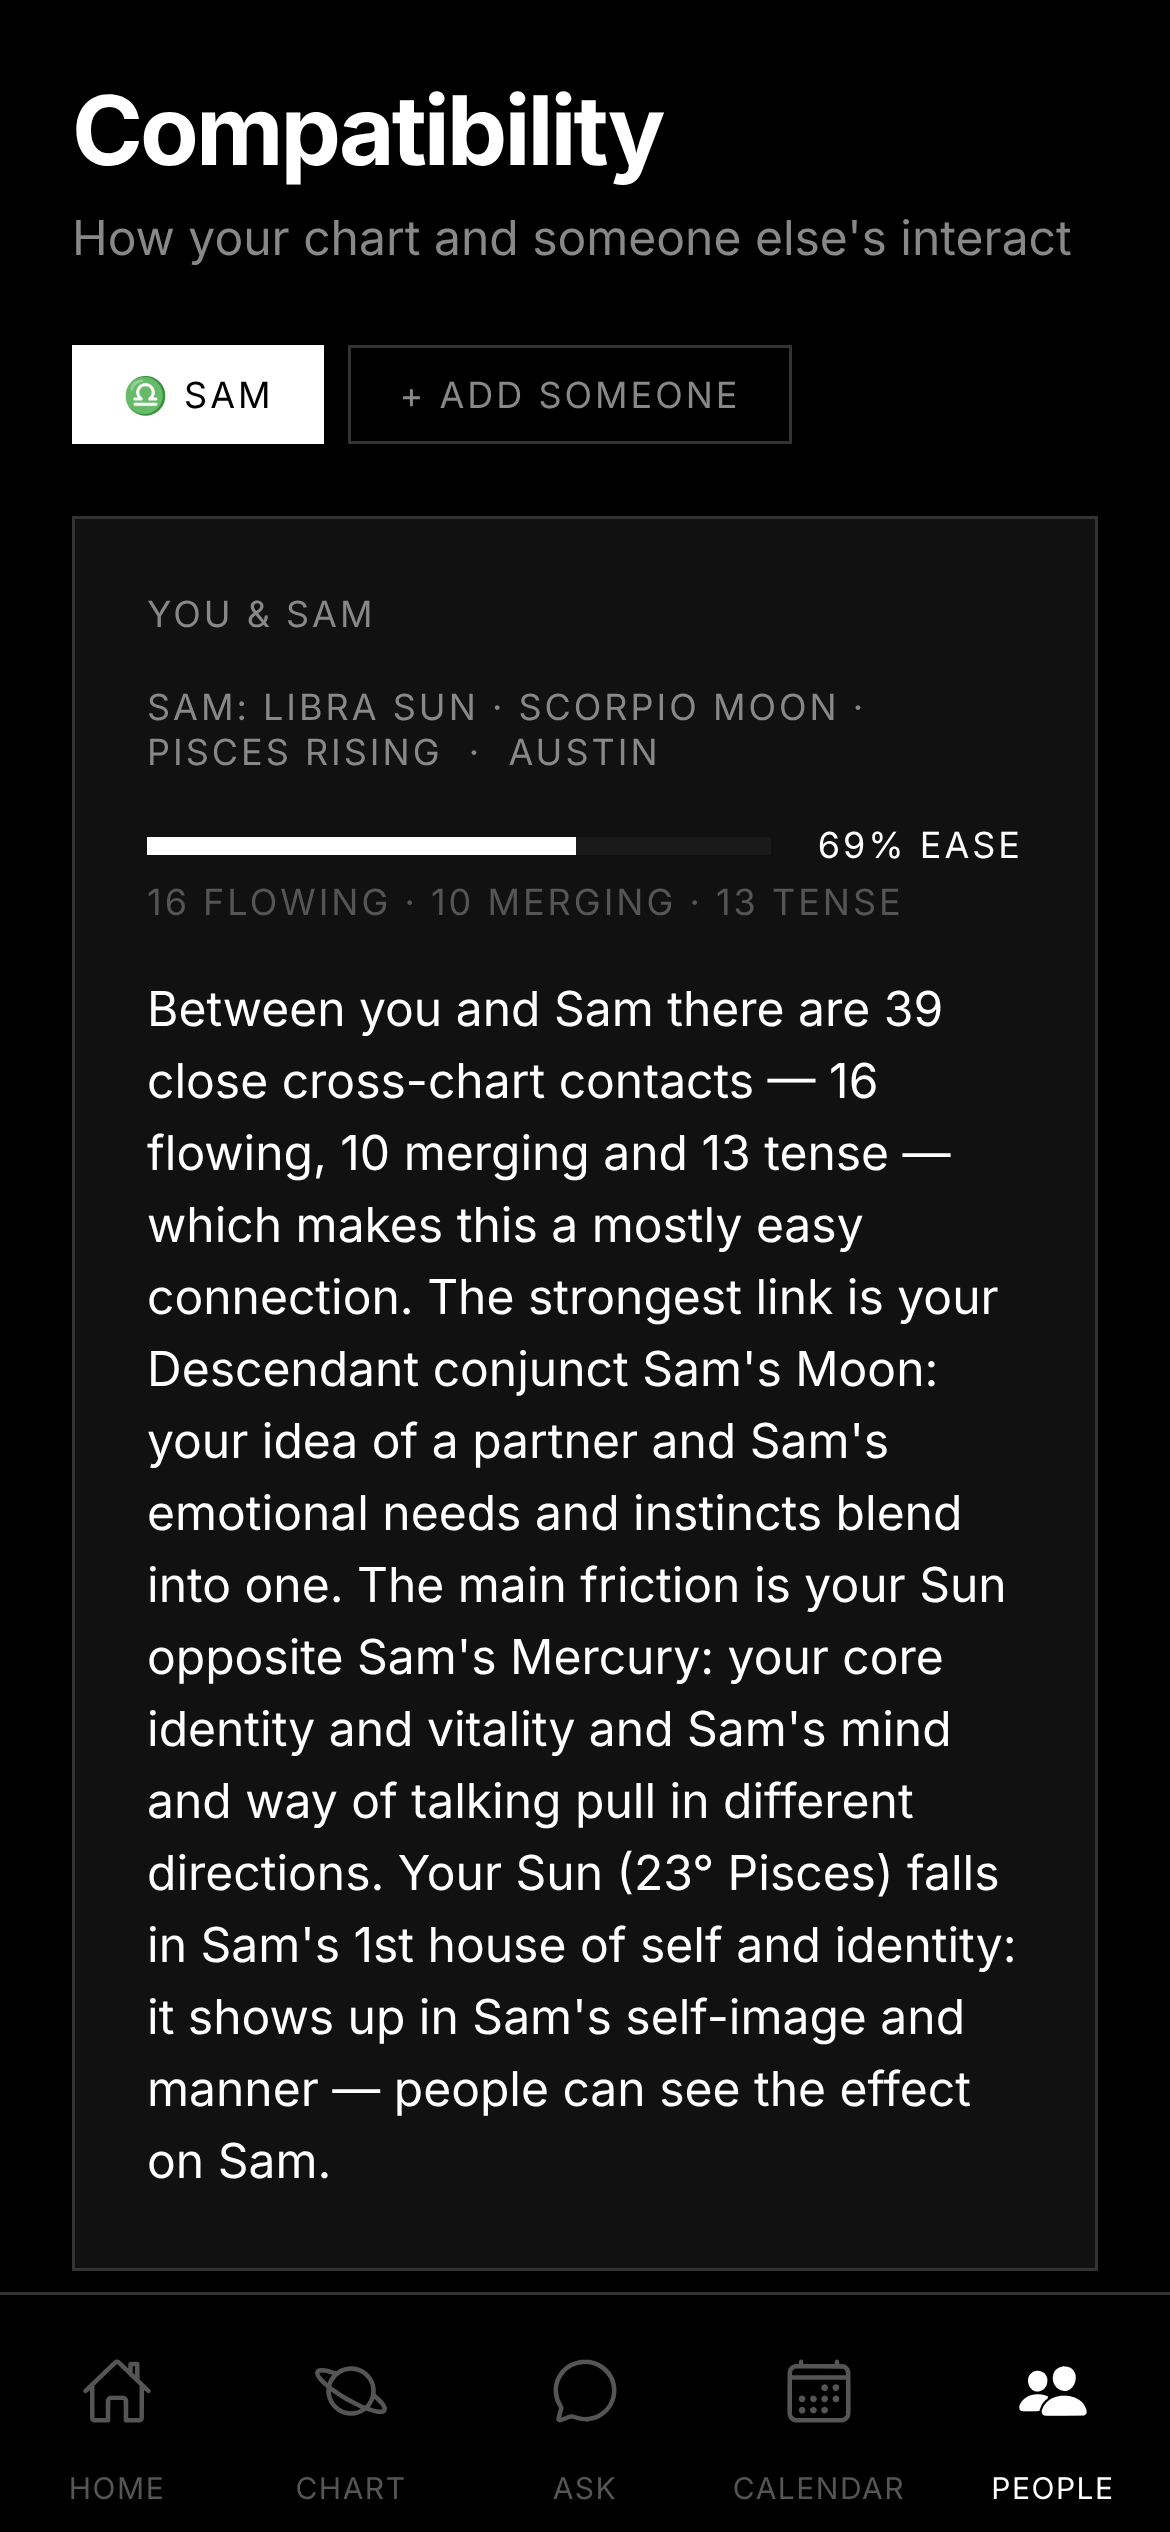 Compatibility
How your chart and someone else's interact
♎ SAM
+ ADD SOMEONE
YOU & SAM
SAM: LIBRA SUN · SCORPIO MOON ·
PISCES RISING · AUSTIN
69% EASE
16 FLOWING · 10 MERGING · 13 TENSE
Between you and Sam there are 39
close cross-chart contacts — 16
flowing, 10 merging and 13 tense —
which makes this a mostly easy
connection. The strongest link is your
Descendant conjunct Sam's Moon:
your idea of a partner and Sam's
emotional needs and instincts blend
into one. The main friction is your Sun
opposite Sam's Mercury: your core
identity and vitality and Sam's mind
and way of talking pull in different
directions. Your Sun (23° Pisces) falls
in Sam's 1st house of self and identity:
it shows up in Sam's self-image and
manner — people can see the effect
on Sam.
HOME
CHART
ASK
CALENDAR
PEOPLE